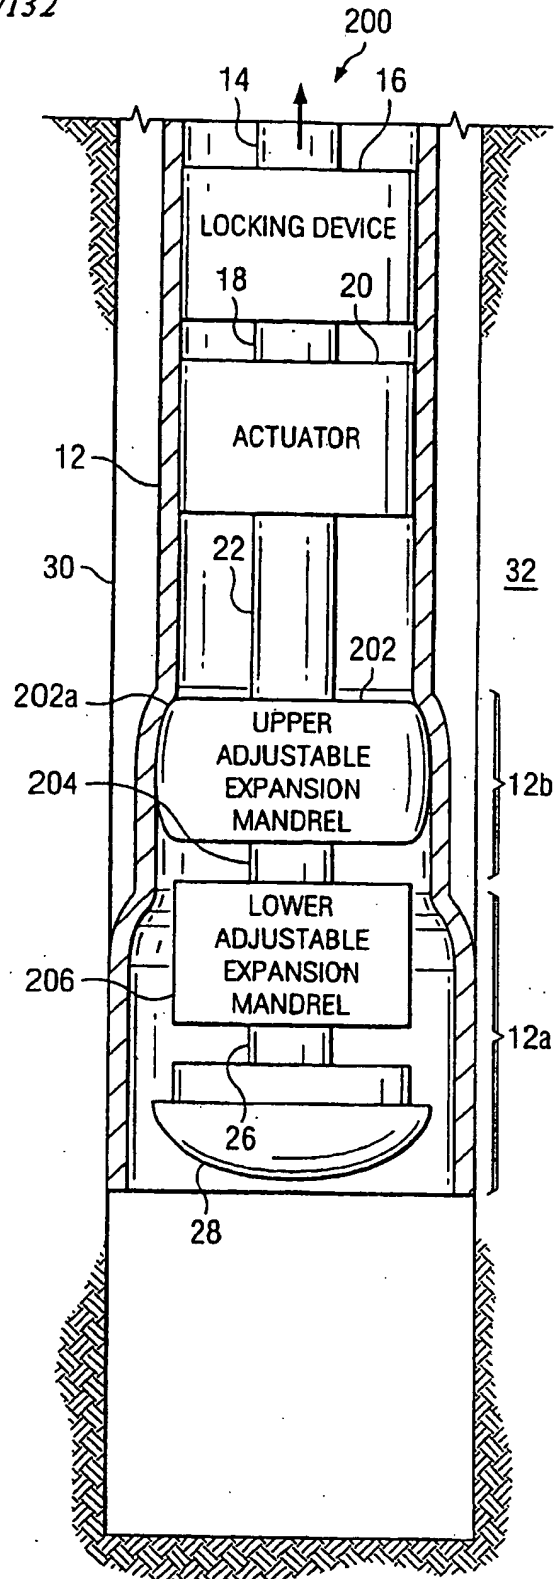 /132
200
14
16
LOCKING DEVICE
18
20
ACTUATOR
12
22
30
32
202
202a
UPPER
ADJUSTABLE
EXPANSION
MANDREL
12b
204
LOWER
ADJUSTABLE
EXPANSION
MANDREL
206
12a
26
28